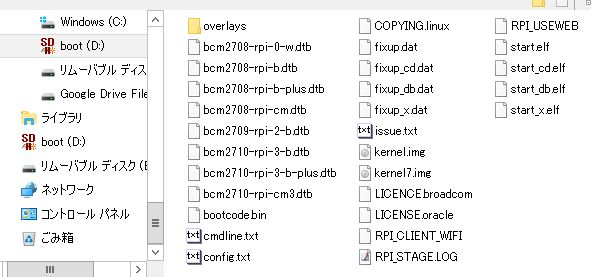 Windows (C:)
boot (D:)
リムーバブル ディス
Google Drive File
ライブラリ
boot (D:)
リムーバブル ディスク (E
ネットワーク
コントロール パネル
ごみ箱
overlays
bcm2708-rpi-0-w.dtb
bcm2708-rpi-b.dtb
bcm2708-rpi-b-plus.dtb
bcm2708-rpi-cm.dtb
bcm2709-rpi-2-b.dtb
bcm2710-rpi-3-b.dtb
bcm2710-rpi-3-b-plus.dtb
bcm2710-rpi-cm3.dtb
bootcode.bin
cmdline.txt
config.txt
COPYING.linux
fixup.dat
fixup_cd.dat
fixup_db.dat
fixup_x.dat
issue.txt
kernel.img
kernel7.img
LICENCE.broadcom
LICENSE.oracle
RPI_CLIENT_WIFI
RPI_STAGE.LOG
RPI_USEWEB
start.elf
start_cd.elf
start_db.elf
start_x.elf